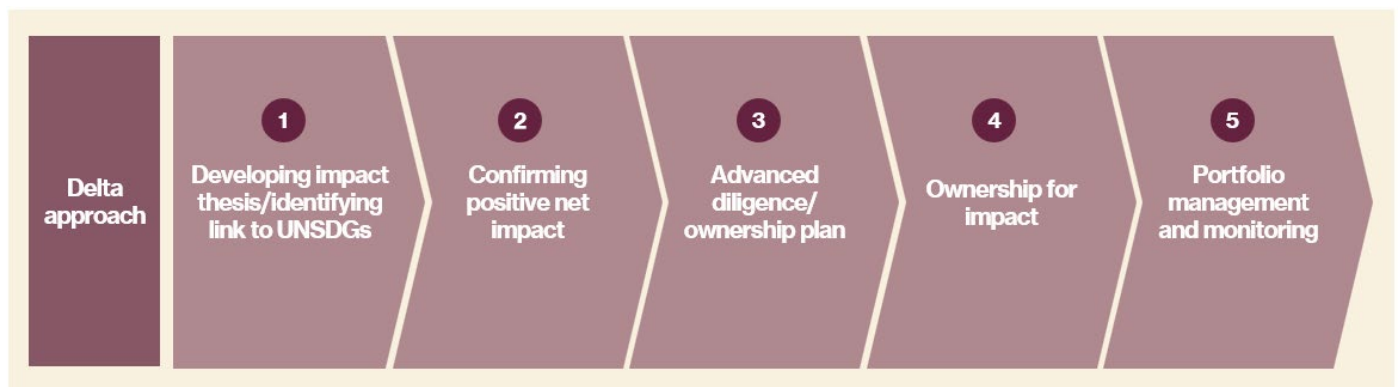 Delta
approach
1
Developing impact
thesis/identifying
link to UNSDGs
2
Confirming
positive net
impact
3
Advanced
diligence/
ownership plan
4
Ownership for
impact
5
Portfolio
management
and monitoring